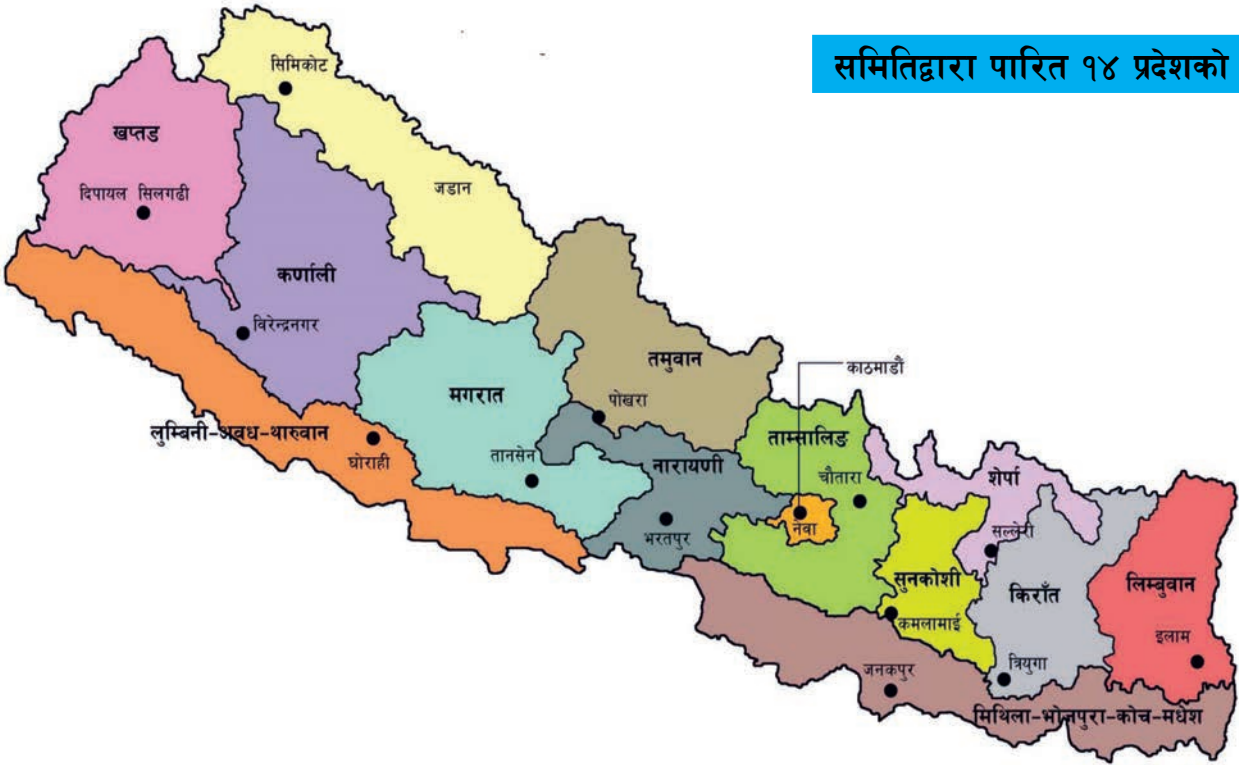 समितिद्वारा पारित १४ प्रदेशको
सिमिकोट
खप्तड
दिपायल सिलगढी
जडान
कर्णाली
विरेन्द्रनगर
तमुवान
काठमाडौं
मगरात
पोखरा
लुम्बिनी-अवध-थारुवान
ताम्सालिङ
घोराही
तानसेन
नारायणी
चौतारा
शेर्पा
नेवा
भरतपुर
सल्लेरी
सुनकोशी
किराँत
लिम्बुवान
कमलामाई
इलाम
जनकपुर
त्रियुगा
मिथिला-भोजपुरा-कोच-मधेश